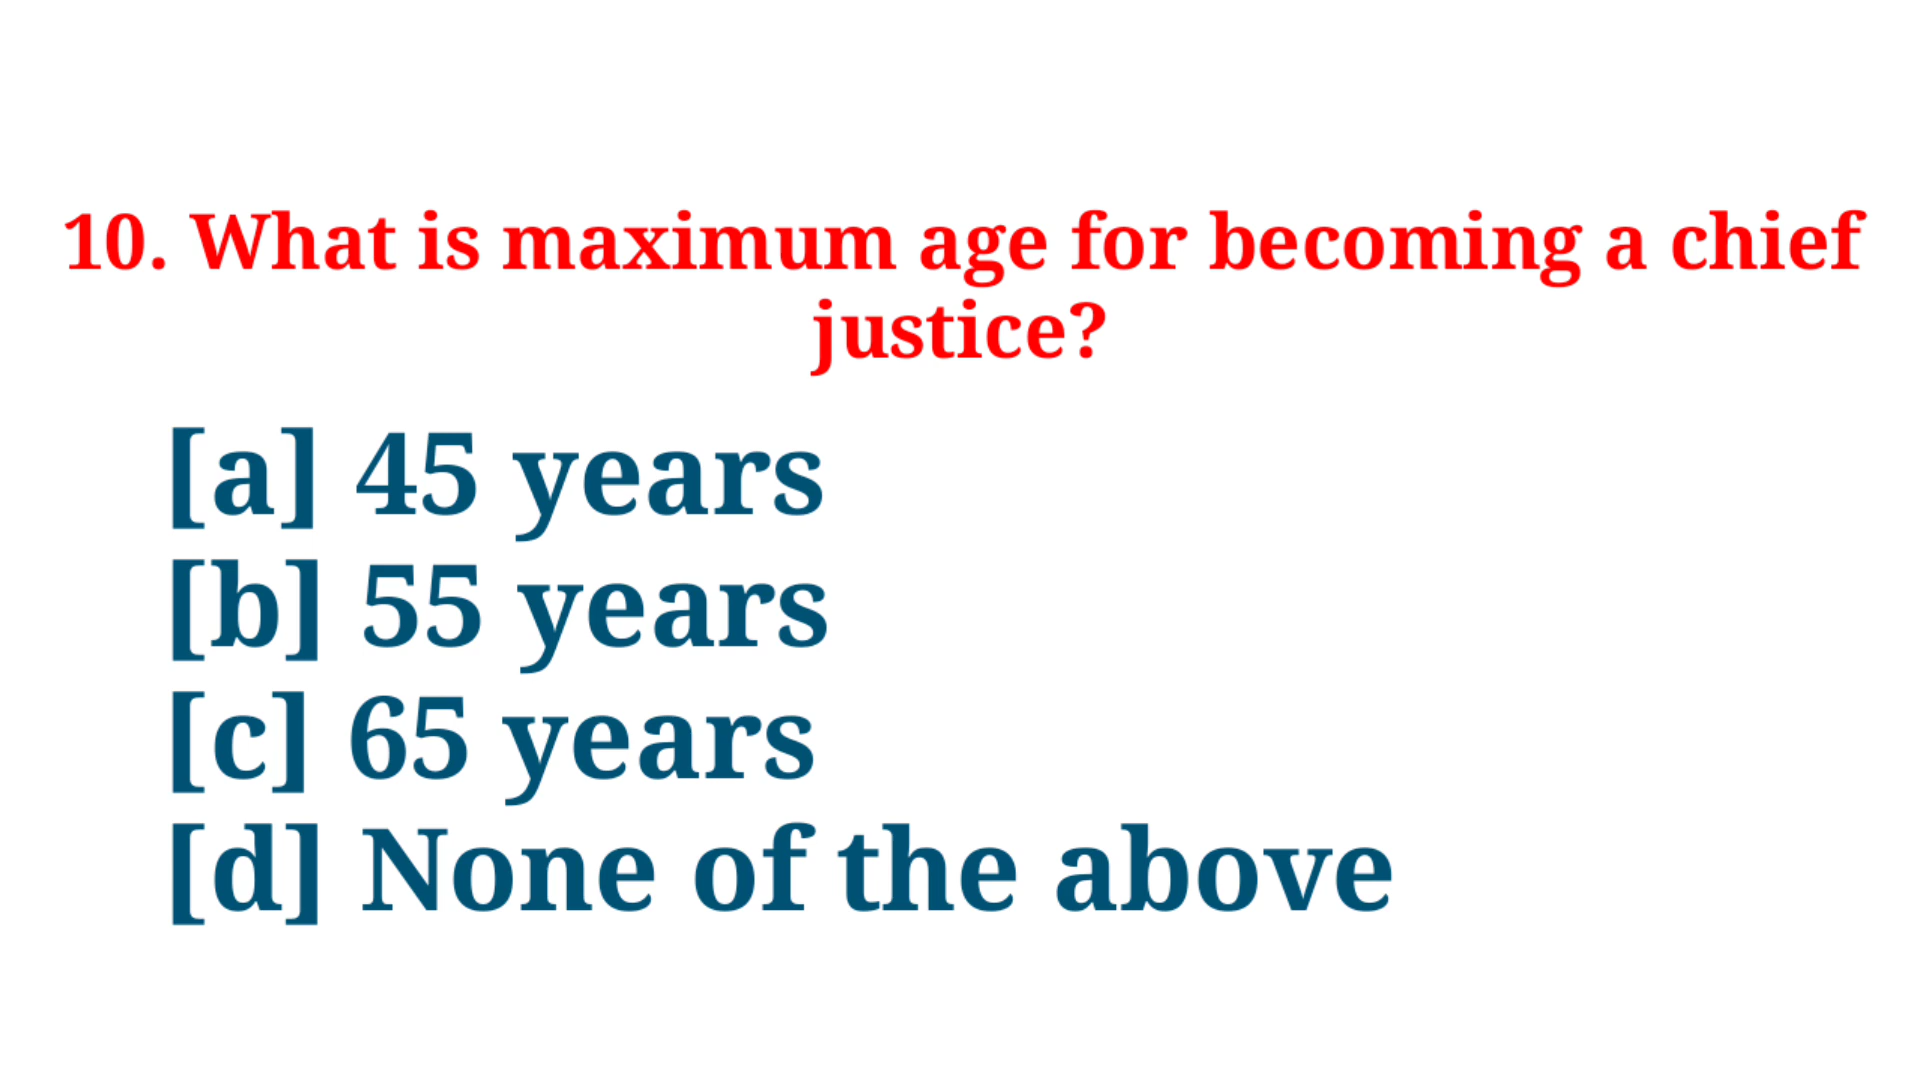 10. What is maximum age for becoming a chief
justice?
[a] 45 years
[b] 55 years
[c] 65 years
[d] None of the above